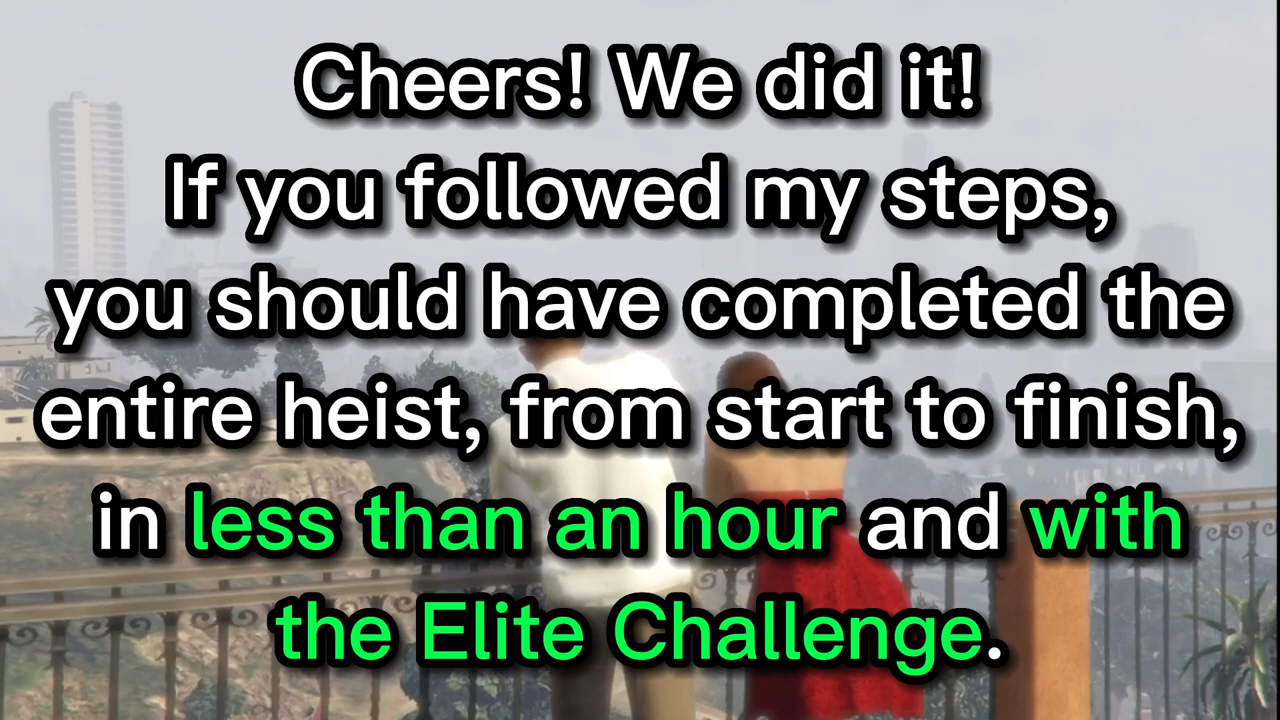 Cheers! We did it!
If you followed my steps,
you should have completed the
entire heist, from start to finish,
in less than an hour and with
the Elite Challenge.